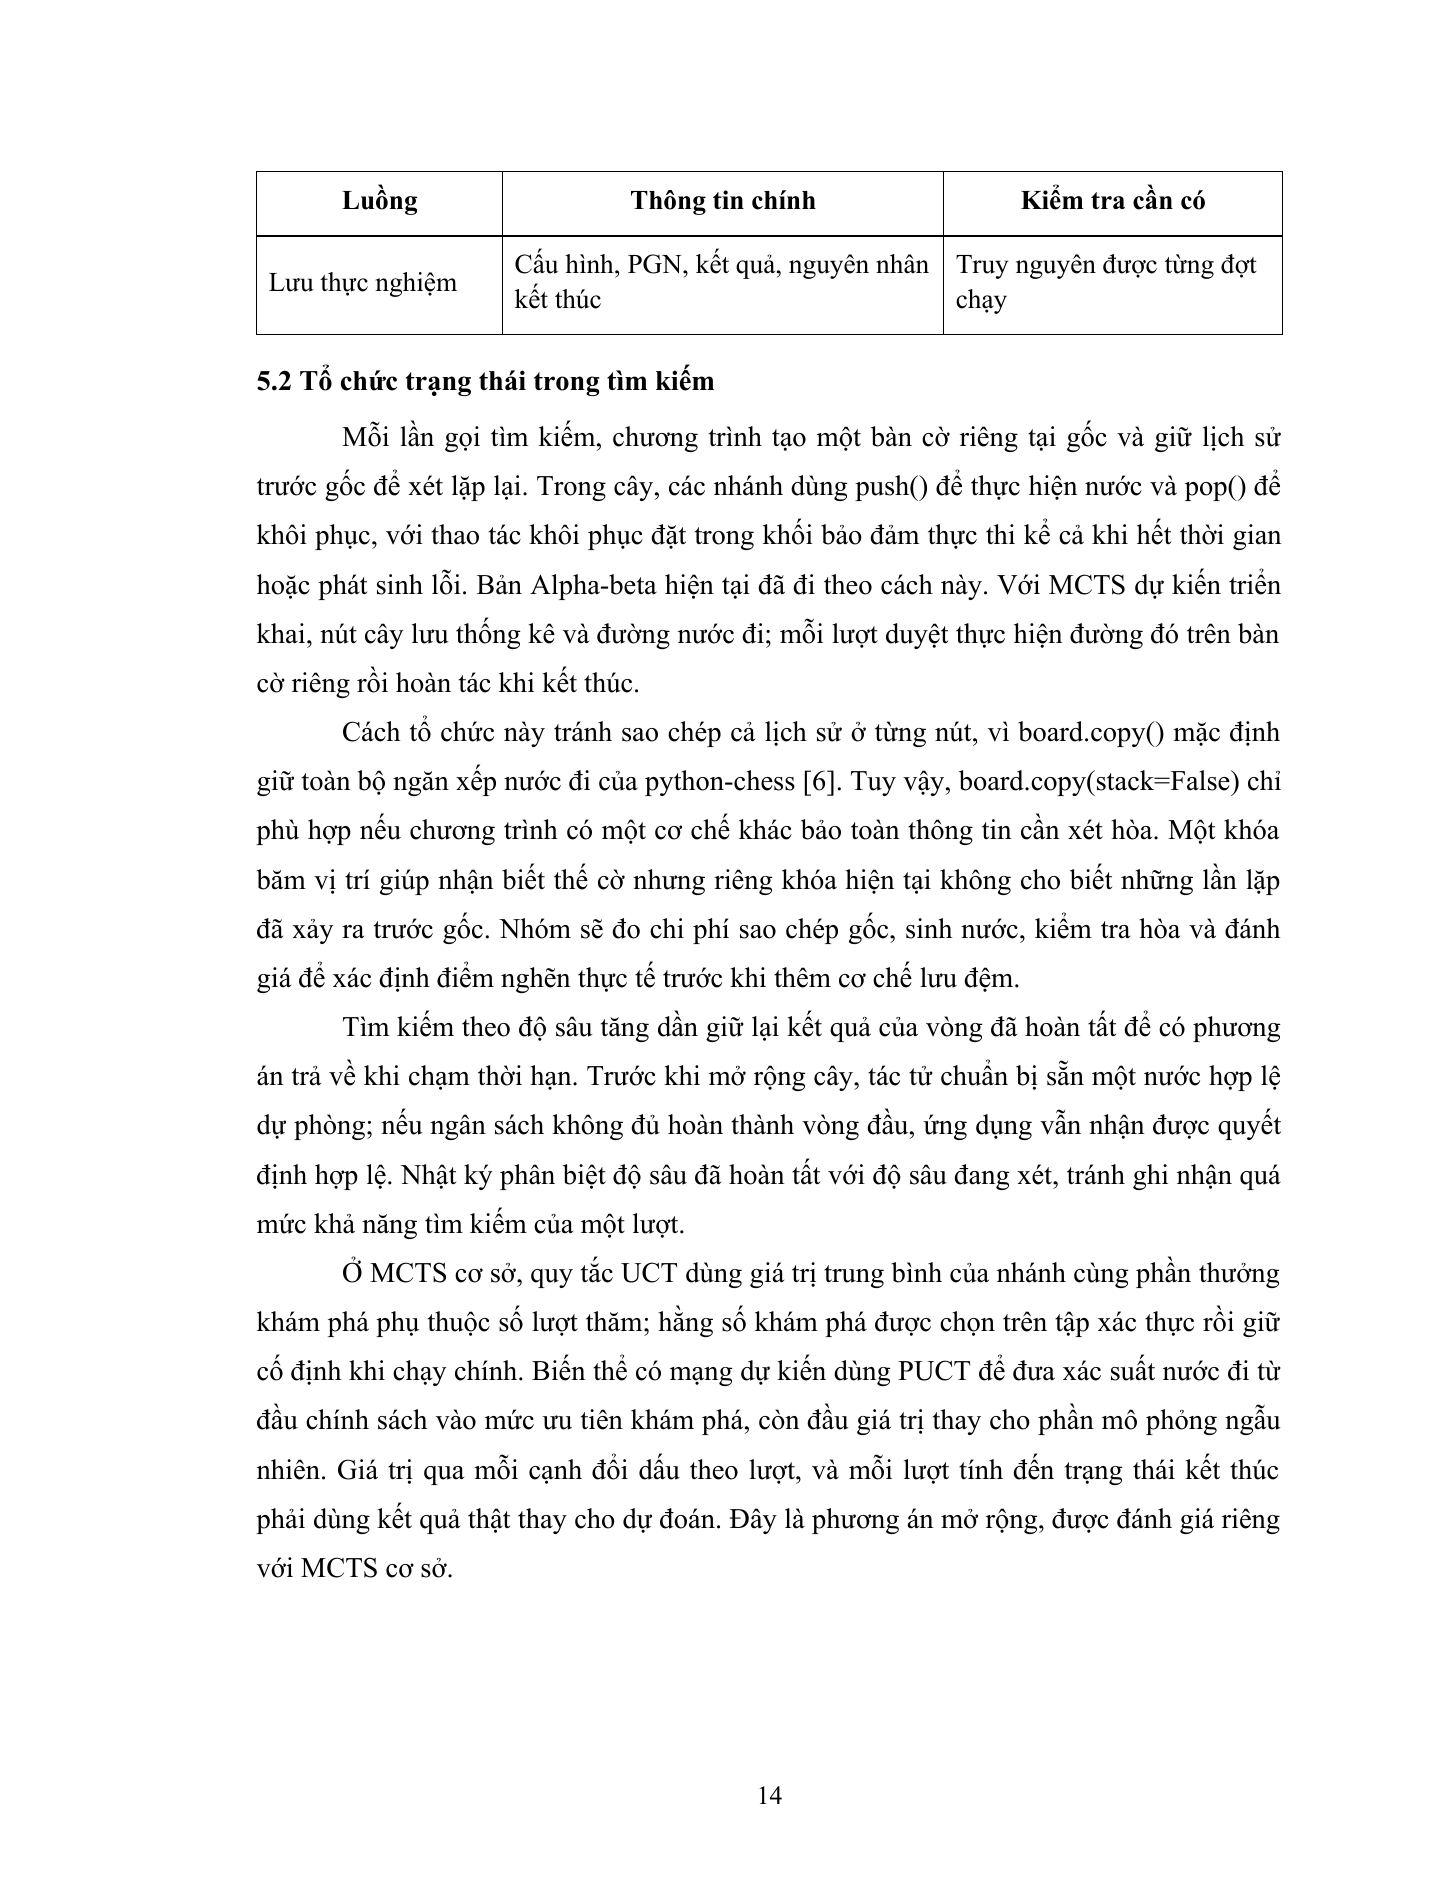 Luồng
Thông tin chính
Kiểm tra cần có
Lưu thực nghiệm
Cấu hình, PGN, kết quả, nguyên nhân
kết thúc
Truy nguyên được từng đợt
chạy
5.2 Tổ chức trạng thái trong tìm kiếm
Mỗi lần gọi tìm kiếm, chương trình tạo một bàn cờ riêng tại gốc và giữ lịch sử
trước gốc để xét lặp lại. Trong cây, các nhánh dùng push() để thực hiện nước và pop() để
khôi phục, với thao tác khôi phục đặt trong khối bảo đảm thực thi kể cả khi hết thời gian
hoặc phát sinh lỗi. Bản Alpha-beta hiện tại đã đi theo cách này. Với MCTS dự kiến triển
khai, nút cây lưu thống kê và đường nước đi; mỗi lượt duyệt thực hiện đường đó trên bàn
cờ riêng rồi hoàn tác khi kết thúc.
Cách tổ chức này tránh sao chép cả lịch sử ở từng nút, vì board.copy() mặc định
giữ toàn bộ ngăn xếp nước đi của python-chess [6]. Tuy vậy, board.copy(stack=False) chỉ
phù hợp nếu chương trình có một cơ chế khác bảo toàn thông tin cần xét hòa. Một khóa
băm vị trí giúp nhận biết thế cờ nhưng riêng khóa hiện tại không cho biết những lần lặp
đã xảy ra trước gốc. Nhóm sẽ đo chi phí sao chép gốc, sinh nước, kiểm tra hòa và đánh
giá để xác định điểm nghẽn thực tế trước khi thêm cơ chế lưu đệm.
Tìm kiếm theo độ sâu tăng dần giữ lại kết quả của vòng đã hoàn tất để có phương
án trả về khi chạm thời hạn. Trước khi mở rộng cây, tác tử chuẩn bị sẵn một nước hợp lệ
dự phòng; nếu ngân sách không đủ hoàn thành vòng đầu, ứng dụng vẫn nhận được quyết
định hợp lệ. Nhật ký phân biệt độ sâu đã hoàn tất với độ sâu đang xét, tránh ghi nhận quá
mức khả năng tìm kiếm của một lượt.
Ở MCTS cơ sở, quy tắc UCT dùng giá trị trung bình của nhánh cùng phần thưởng
khám phá phụ thuộc số lượt thăm; hằng số khám phá được chọn trên tập xác thực rồi giữ
cố định khi chạy chính. Biến thể có mạng dự kiến dùng PUCT để đưa xác suất nước đi từ
đầu chính sách vào mức ưu tiên khám phá, còn đầu giá trị thay cho phần mô phỏng ngẫu
nhiên. Giá trị qua mỗi cạnh đổi dấu theo lượt, và mỗi lượt tính đến trạng thái kết thúc
phải dùng kết quả thật thay cho dự đoán. Đây là phương án mở rộng, được đánh giá riêng
với MCTS cơ sở.
14